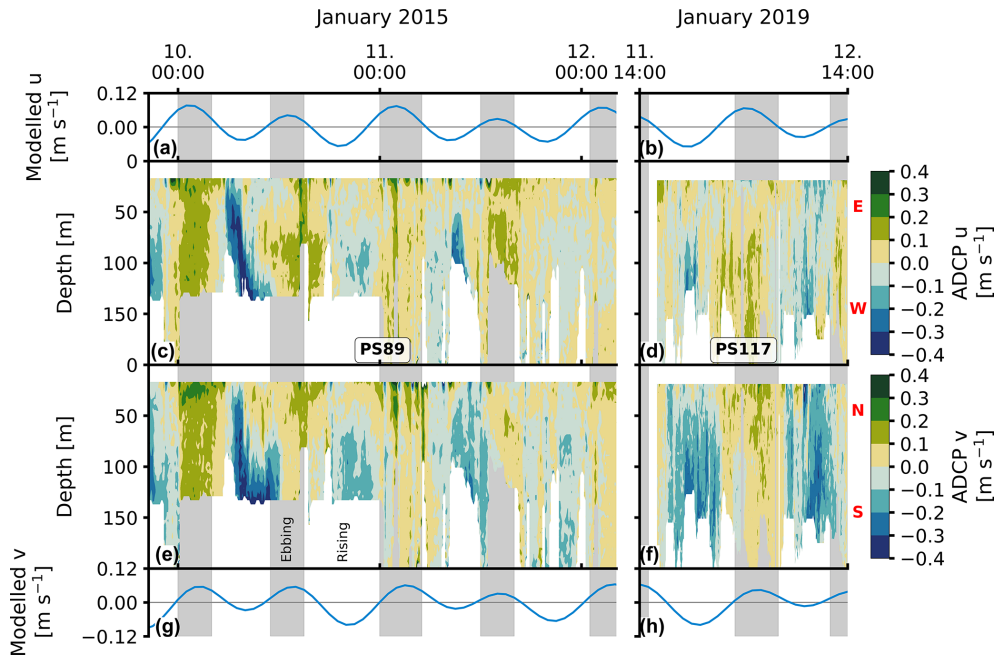 January 2015
January 2019
10.
00:00
11.
00:00
12.
00:00
11.
14:00
12.
14:00
Modelled u
[m s⁻¹]
0.12
0.00
0
(a)
(b)
Depth [m]
50
100
150
0
(c)
PS89
(d)
PS117
E
W
0.4
0.3
0.2
0.1
0.0
−0.1
−0.2
−0.3
−0.4
ADCP u
[m s⁻¹]
Depth [m]
50
100
150
(e)
Ebbing
Rising
(f)
N
S
0.4
0.3
0.2
0.1
0.0
−0.1
−0.2
−0.3
−0.4
ADCP v
[m s⁻¹]
Modelled v
[m s⁻¹]
0.12
0.00
−0.12
(g)
(h)